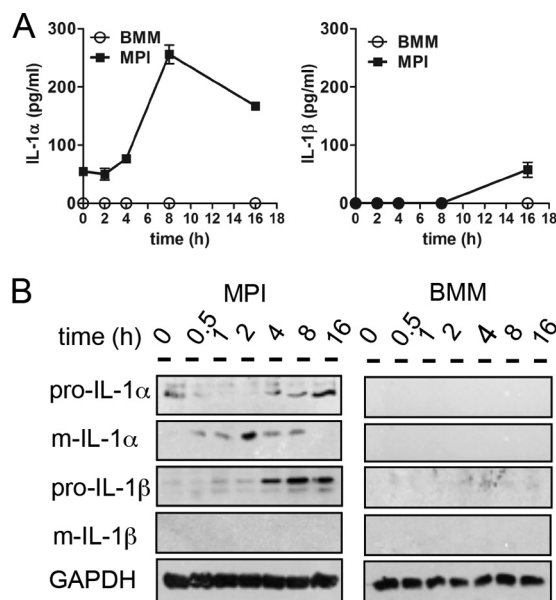 A
300
200
100
0
IL-1α (pg/ml)
BMM
MPI
0 2 4 6 8 10 12 14 16 18
time (h)
300
200
100
0
IL-1β (pg/ml)
BMM
MPI
0 2 4 6 8 10 12 14 16 18
time (h)
B
MPI BMM
time (h) 0 0.5 1 2 4 8 16 0 0.5 1 2 4 8 16
pro-IL-1α
m-IL-1α
pro-IL-1β
m-IL-1β
GAPDH